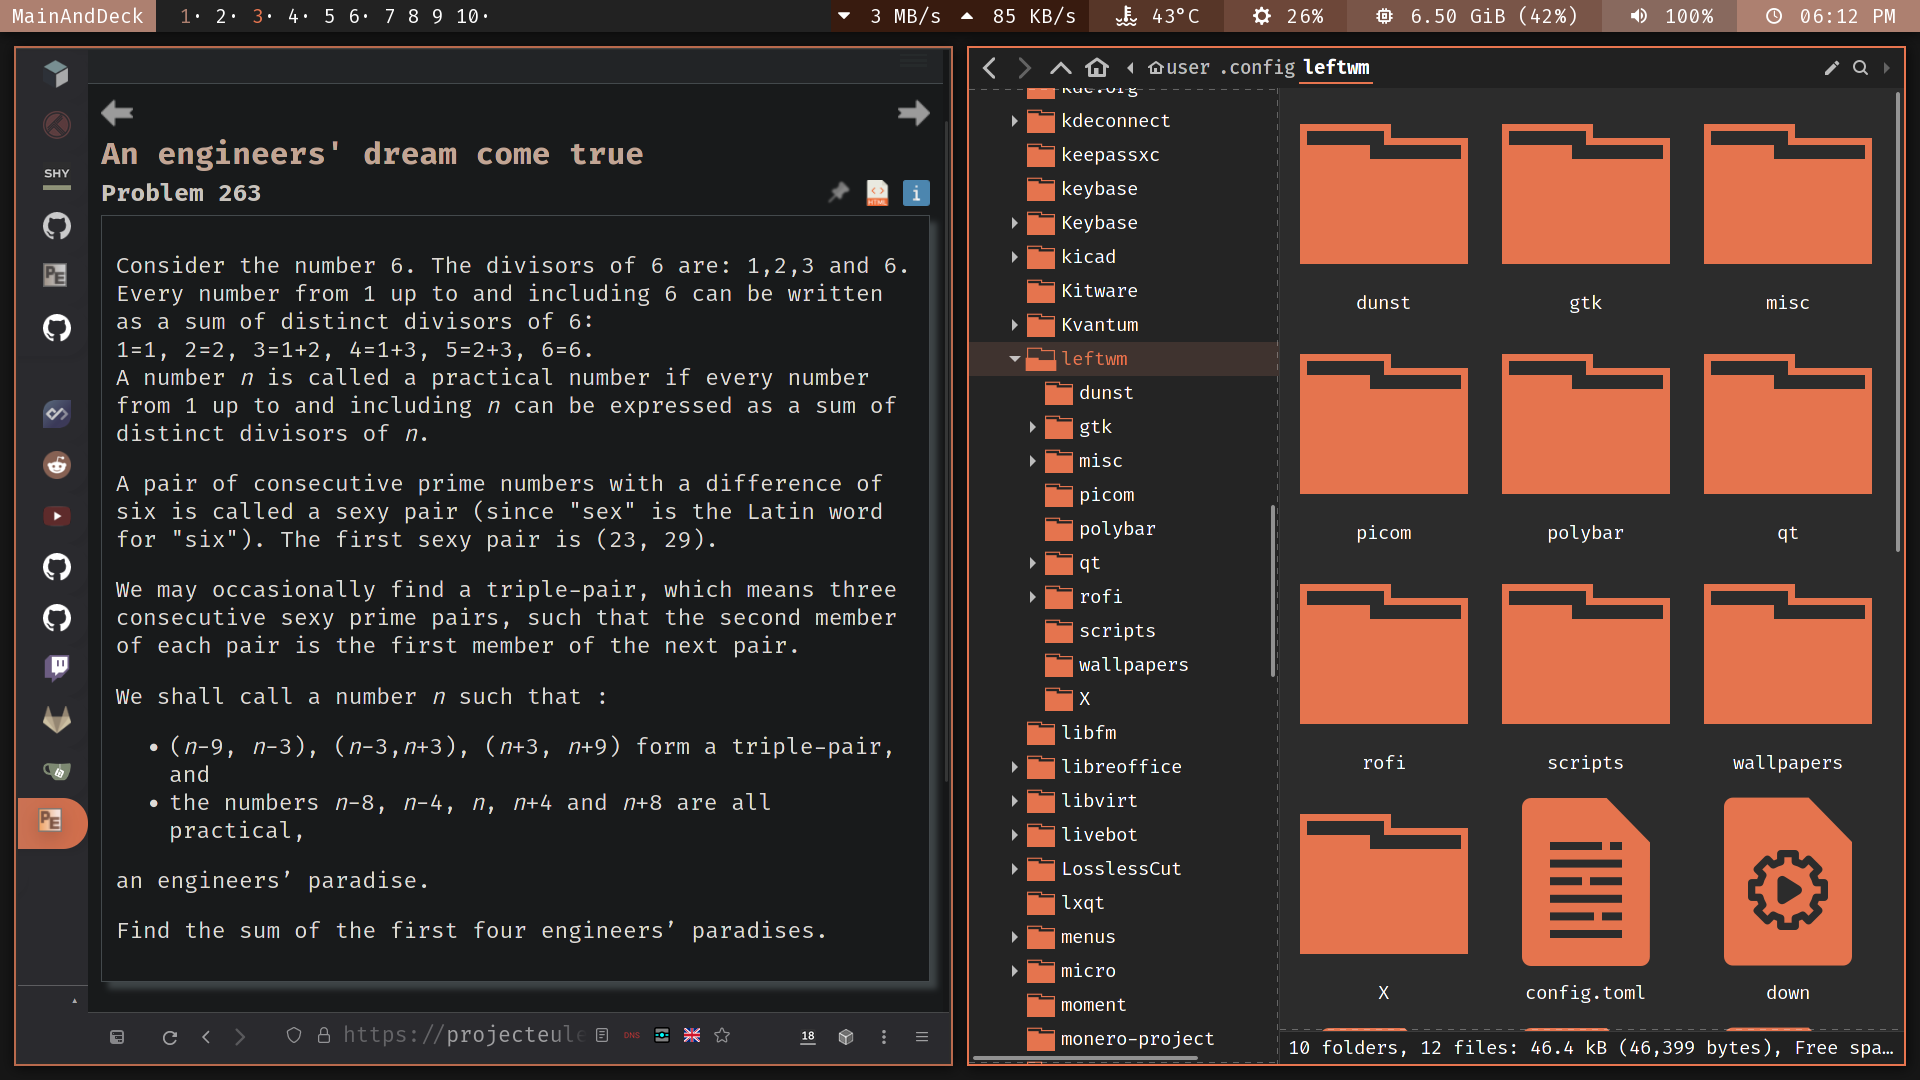 MainAndDeck 1· 2· 3· 4· 5 6· 7 8 9 10· 3 MB/s 85 KB/s 43°C 26% 6.50 GiB (42%) 100% 06:12 PM
SHY
An engineers' dream come true
Problem 263
Consider the number 6. The divisors of 6 are: 1,2,3 and 6.
Every number from 1 up to and including 6 can be written
as a sum of distinct divisors of 6:
1=1, 2=2, 3=1+2, 4=1+3, 5=2+3, 6=6.
A number n is called a practical number if every number
from 1 up to and including n can be expressed as a sum of
distinct divisors of n.
A pair of consecutive prime numbers with a difference of
six is called a sexy pair (since "sex" is the Latin word
for "six"). The first sexy pair is (23, 29).
We may occasionally find a triple-pair, which means three
consecutive sexy prime pairs, such that the second member
of each pair is the first member of the next pair.
We shall call a number n such that :
• (n-9, n-3), (n-3,n+3), (n+3, n+9) form a triple-pair,
and
• the numbers n-8, n-4, n, n+4 and n+8 are all
practical,
an engineers’ paradise.
Find the sum of the first four engineers’ paradises.
https://projecteule
DNS
18
user .config leftwm
kde.org
kdeconnect
keepassxc
keybase
Keybase
kicad
Kitware
Kvantum
leftwm
dunst
gtk
misc
picom
polybar
qt
rofi
scripts
wallpapers
X
libfm
libreoffice
libvirt
livebot
LosslessCut
lxqt
menus
micro
moment
monero-project
dunst gtk misc
picom polybar qt
rofi scripts wallpapers
X config.toml down
10 folders, 12 files: 46.4 kB (46,399 bytes), Free spa…